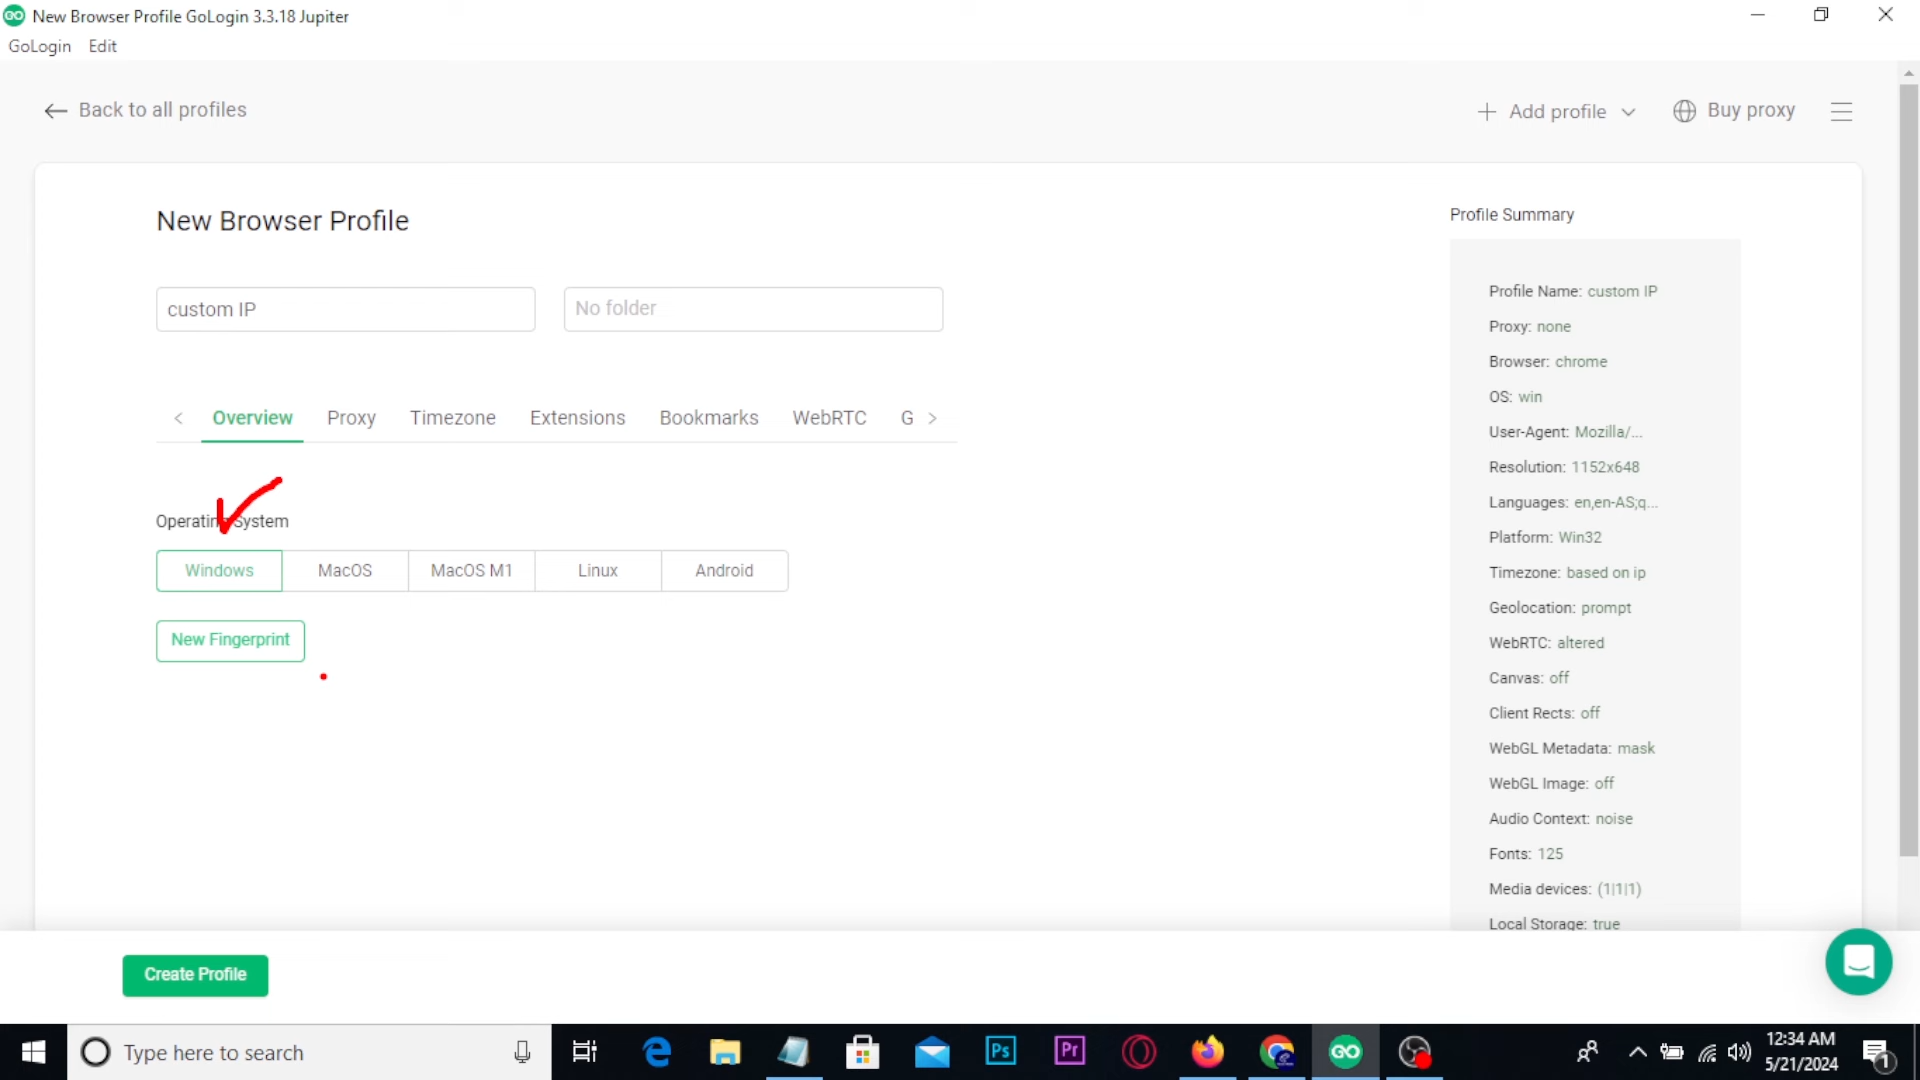 New Browser Profile GoLogin 3.3.18 Jupiter
GoLogin Edit
Back to all profiles
Add profile
Buy proxy
New Browser Profile
custom IP
No folder
Overview Proxy Timezone Extensions Bookmarks WebRTC G
Operating System
Windows MacOS MacOS M1 Linux Android
New Fingerprint
Profile Summary
Profile Name: custom IP
Proxy: none
Browser: chrome
OS: win
User-Agent: Mozilla/...
Resolution: 1152x648
Languages: en,en-AS;q...
Platform: Win32
Timezone: based on ip
Geolocation: prompt
WebRTC: altered
Canvas: off
Client Rects: off
WebGL Metadata: mask
WebGL Image: off
Audio Context: noise
Fonts: 125
Media devices: (1|1|1)
Local Storage: true
Create Profile
Type here to search
Ps
Pr
GO
12:34 AM
5/21/2024
1